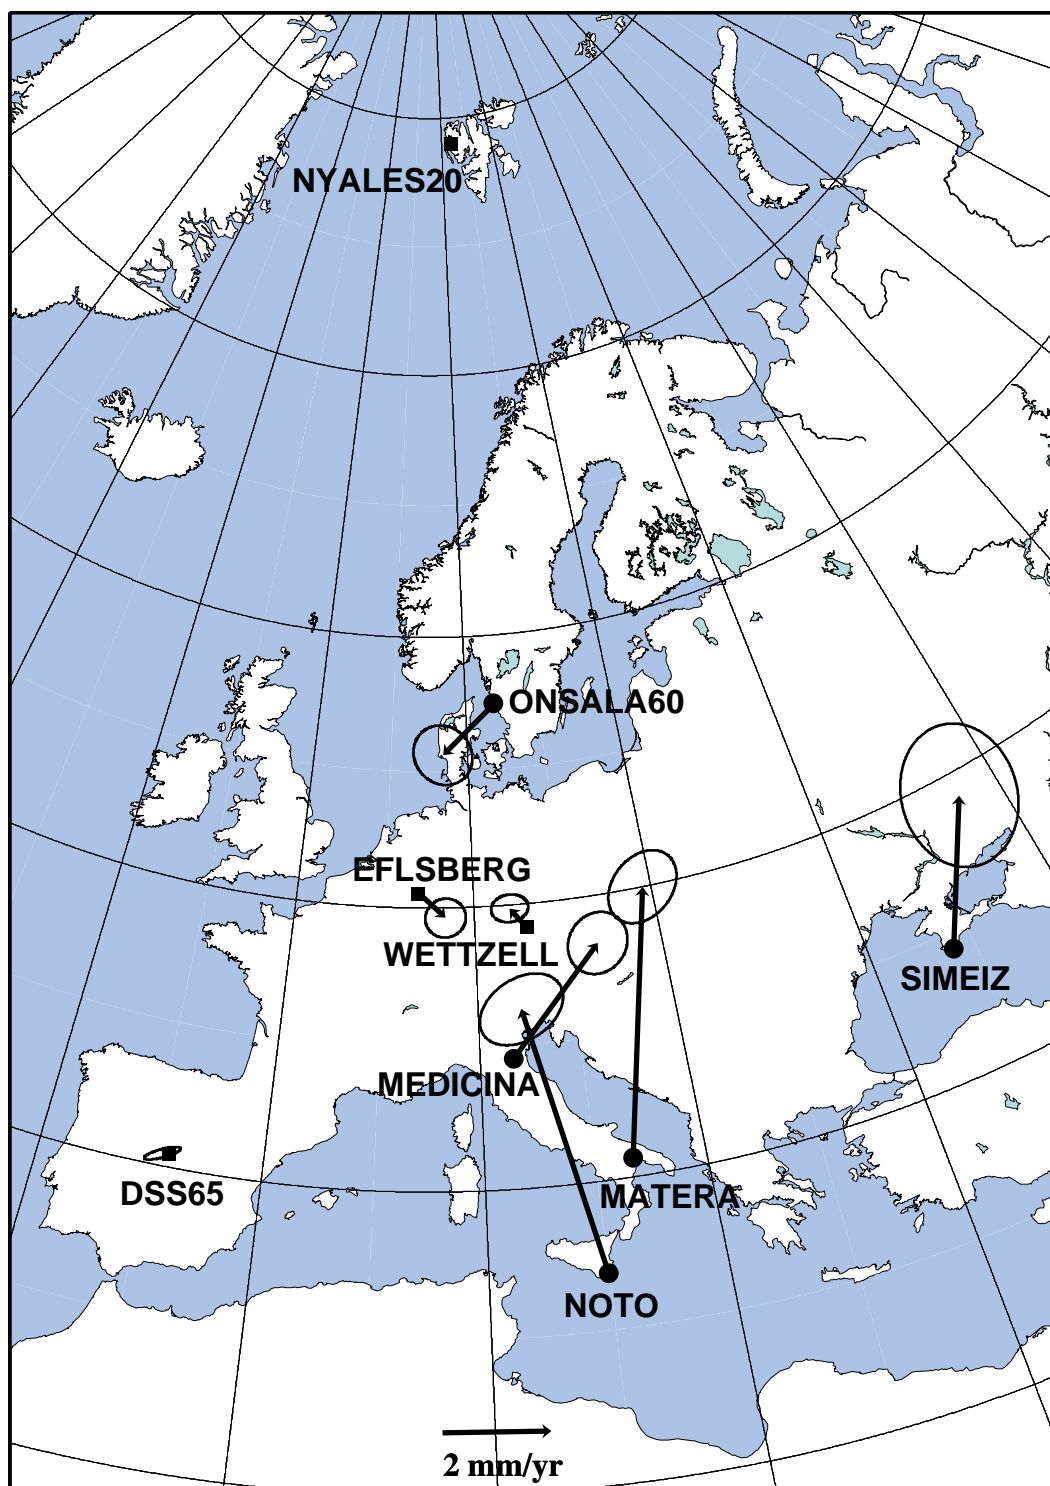 NYALES20
ONSALA60
EFLSBERG
WETTZELL
SIMEIZ
MEDICINA
DSS65
MATERA
NOTO
2 mm/yr